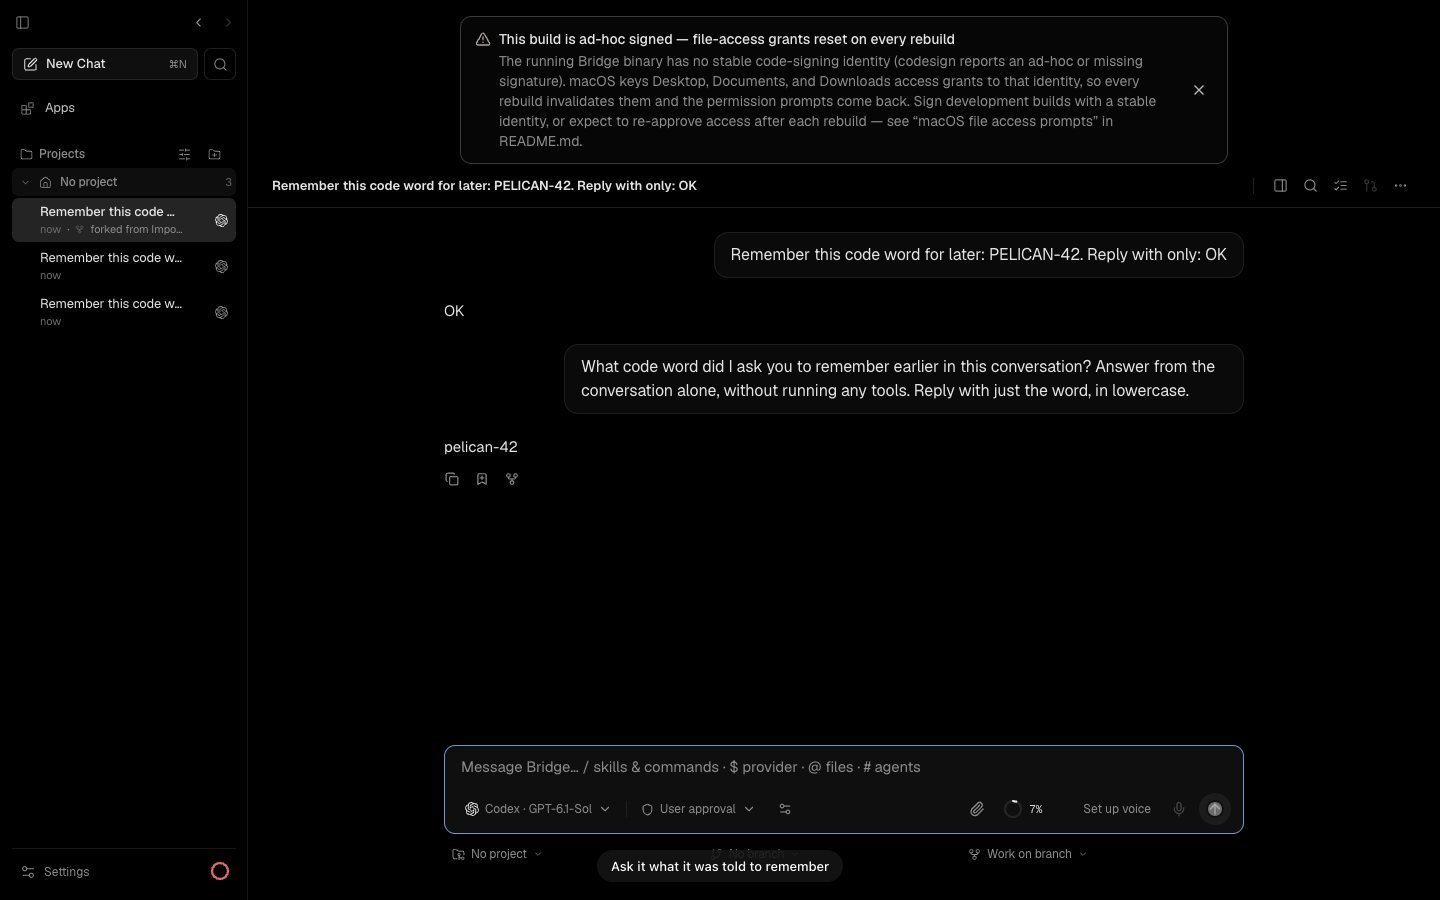 This build is ad-hoc signed — file-access grants reset on every rebuild
The running Bridge binary has no stable code-signing identity (codesign reports an ad-hoc or missing
signature). macOS keys Desktop, Documents, and Downloads access grants to that identity, so every
rebuild invalidates them and the permission prompts come back. Sign development builds with a stable
identity, or expect to re-approve access after each rebuild — see “macOS file access prompts” in
README.md.
New Chat ⌘N
Apps
Projects
No project 3
Remember this code ...
now · forked from Impo...
Remember this code w...
now
Remember this code w...
now
Settings
Remember this code word for later: PELICAN-42. Reply with only: OK
Remember this code word for later: PELICAN-42. Reply with only: OK
OK
What code word did I ask you to remember earlier in this conversation? Answer from the
conversation alone, without running any tools. Reply with just the word, in lowercase.
pelican-42
Message Bridge... / skills & commands · $ provider · @ files · # agents
Codex · GPT-6.1-Sol User approval 7% Set up voice
No project No branch Work on branch
Ask it what it was told to remember